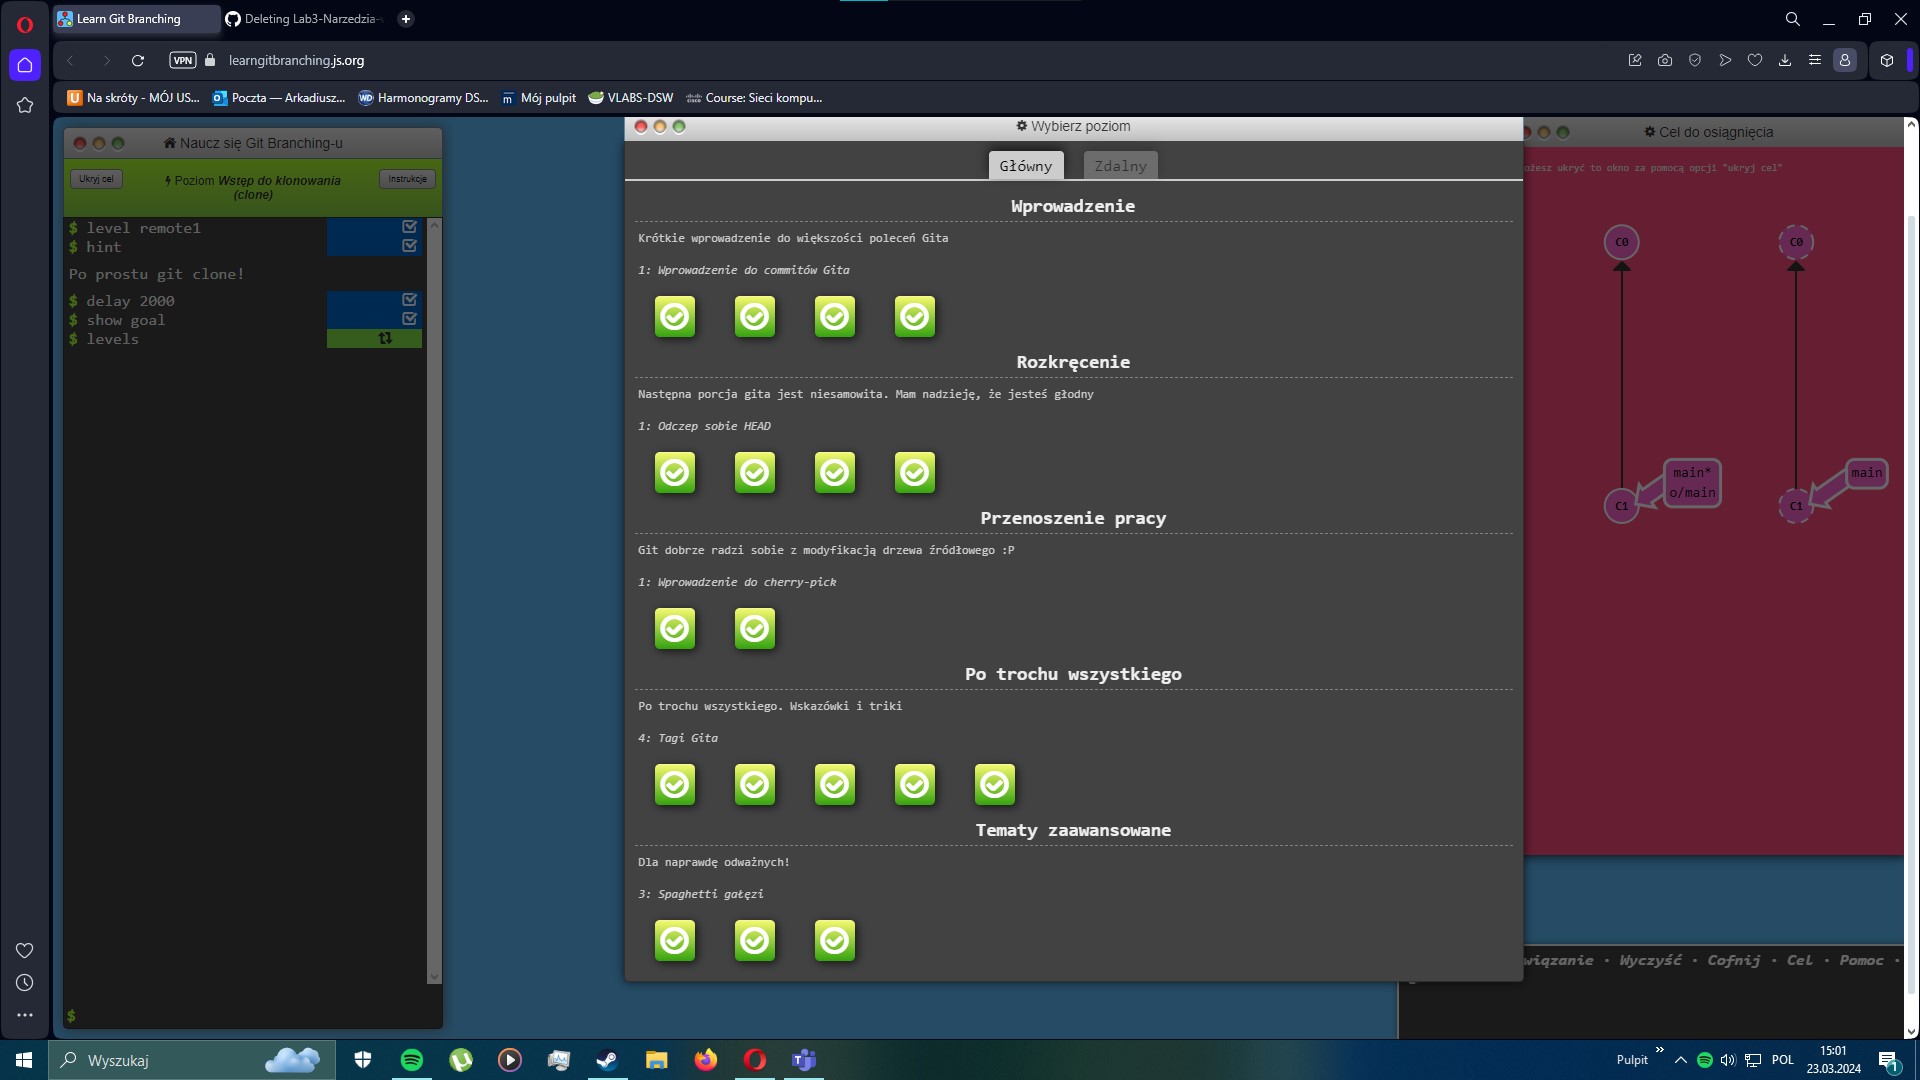 Learn Git Branching
Deleting Lab3-Narzedzia-
VPN
learngitbranching.js.org
Na skróty - MÓJ US...
Poczta — Arkadiusz...
Harmonogramy DS...
Mój pulpit
VLABS-DSW
Course: Sieci kompu...
Naucz się Git Branching-u
Ukryj cel
Poziom Wstęp do klonowania
(clone)
Instrukcje
$ level remote1
$ hint
Po prostu git clone!
$ delay 2000
$ show goal
$ levels
$
Wybierz poziom
Główny
Zdalny
Wprowadzenie
Krótkie wprowadzenie do większości poleceń Gita
1: Wprowadzenie do commitów Gita
Rozkręcenie
Następna porcja gita jest niesamowita. Mam nadzieję, że jesteś głodny
1: Odczep sobie HEAD
Przenoszenie pracy
Git dobrze radzi sobie z modyfikacją drzewa źródłowego :P
1: Wprowadzenie do cherry-pick
Po trochu wszystkiego
Po trochu wszystkiego. Wskazówki i triki
4: Tagi Gita
Tematy zaawansowane
Dla naprawdę odważnych!
3: Spaghetti gałęzi
Cel do osiągnięcia
ożesz ukryć to okno za pomocą opcji "ukryj cel"
C0
C0
main*
o/main
main
C1
C1
wiązanie · Wyczyść · Cofnij · Cel · Pomoc ·
Wyszukaj
Pulpit
POL
15:01
23.03.2024
1